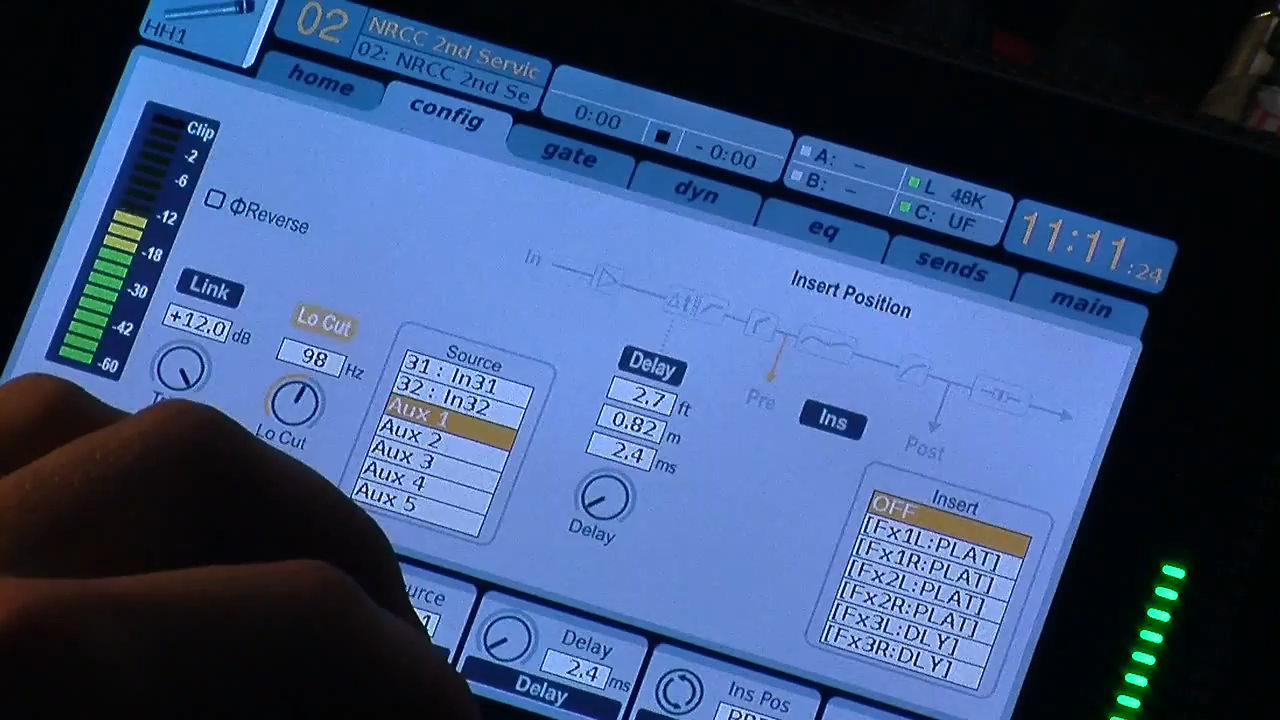 HH1
02
NRCC 2nd Servic
02: NRCC 2nd Se
0:00
- 0:00
A: -
B: -
L 48K
C: UF
11:11:24
home
config
gate
dyn
eq
sends
main
Clip
-2
-6
-12
-18
-30
-42
-60
ΦReverse
Link
+12.0 dB
Lo Cut
98 Hz
Lo Cut
Source
31 : In31
32 : In32
Aux 1
Aux 2
Aux 3
Aux 4
Aux 5
In
Δt
Insert Position
Delay
2.7 ft
0.82 m
2.4 ms
Delay
Pre
Ins
Post
Insert
OFF
[Fx1L:PLAT]
[Fx1R:PLAT]
[Fx2L:PLAT]
[Fx2R:PLAT]
[Fx3L:DLY]
[Fx3R:DLY]
Delay
2.4 ms
Delay
Ins Pos